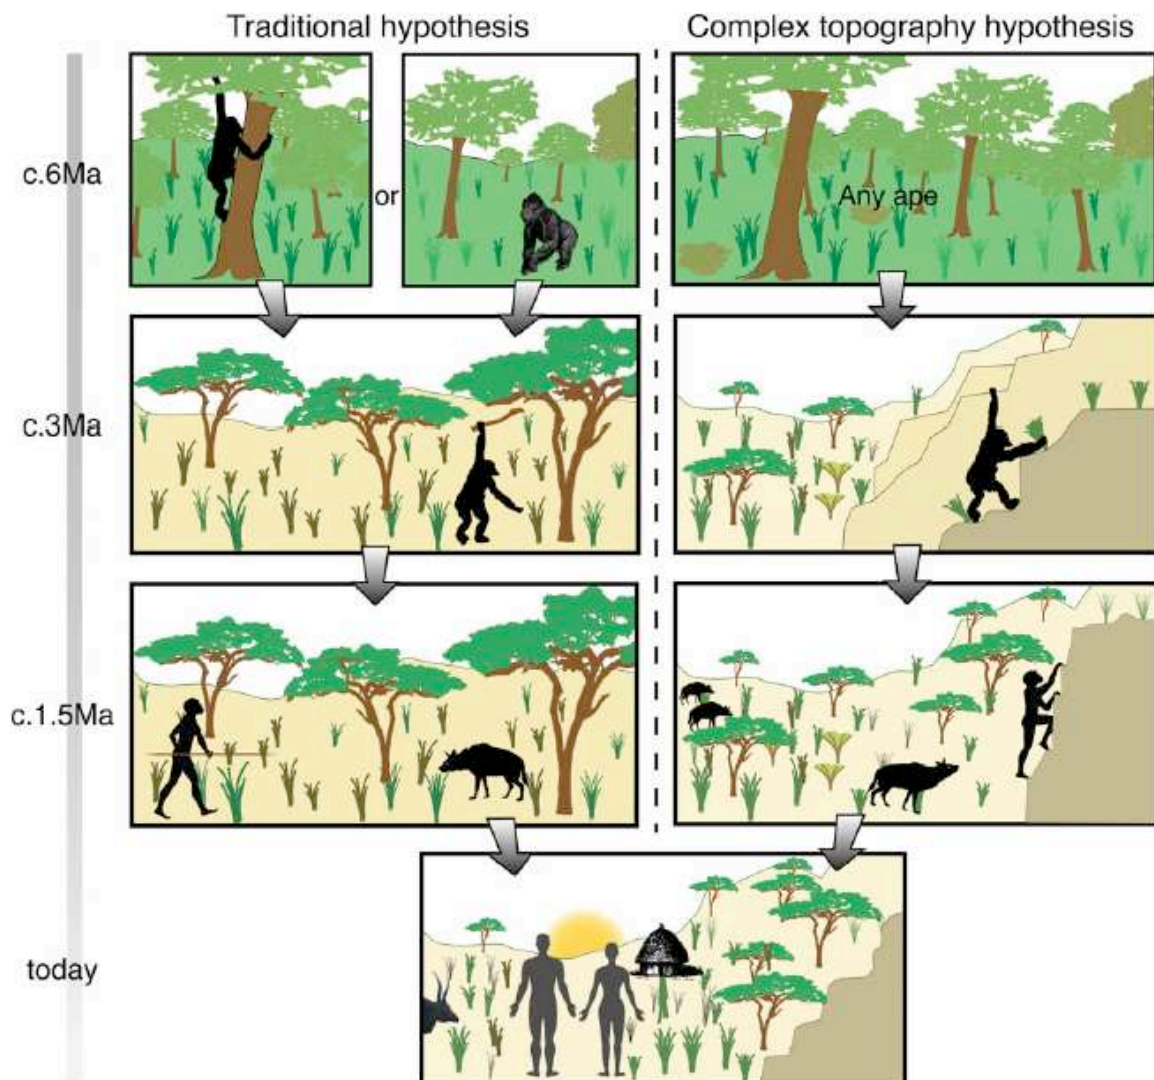 Traditional hypothesis
Complex topography hypothesis
c.6Ma
or
Any ape
c.3Ma
c.1.5Ma
today